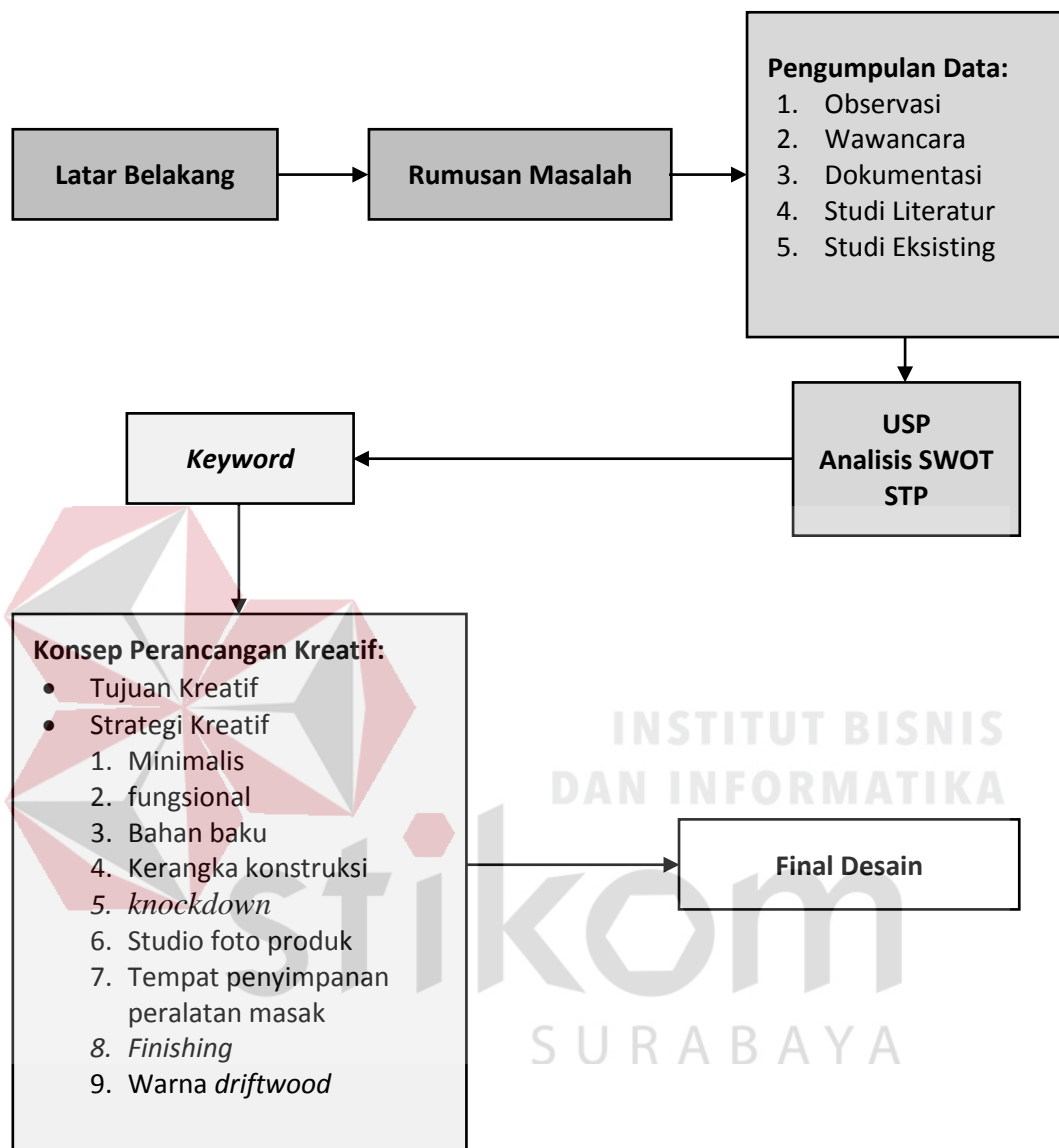 Latar Belakang
Rumusan Masalah
Pengumpulan Data:
1. Observasi
2. Wawancara
3. Dokumentasi
4. Studi Literatur
5. Studi Eksisting
USP
Analisis SWOT
STP
Keyword
Konsep Perancangan Kreatif:
• Tujuan Kreatif
• Strategi Kreatif
1. Minimalis
2. fungsional
3. Bahan baku
4. Kerangka konstruksi
5. knockdown
6. Studio foto produk
7. Tempat penyimpanan
peralatan masak
8. Finishing
9. Warna driftwood
Final Desain
INSTITUT BISNIS
DAN INFORMATIKA
stikom
SURABAYA